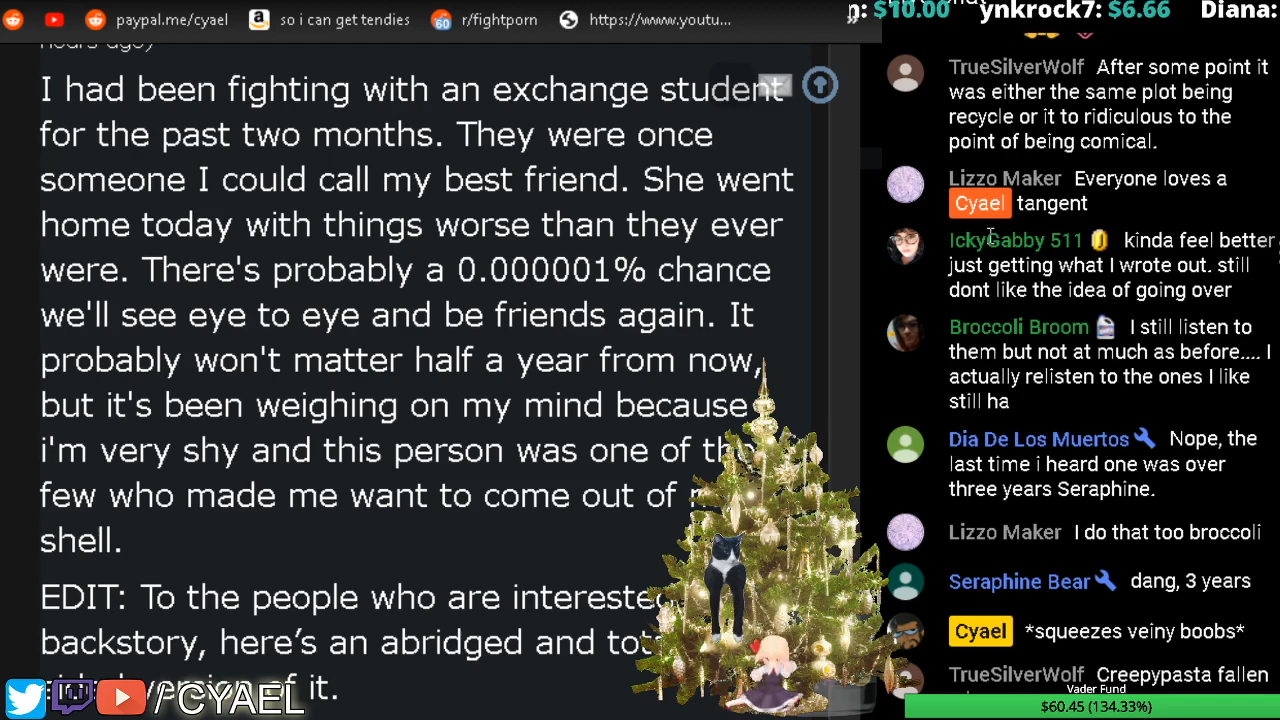 paypal.me/cyael
so i can get tendies
60
r/fightporn
https://www.youtu...
»
$10.00
ynkrock7: $6.66
Diana:
hours ago)
I had been fighting with an exchange student
for the past two months. They were once
someone I could call my best friend. She went
home today with things worse than they ever
were. There's probably a 0.000001% chance
we'll see eye to eye and be friends again. It
probably won't matter half a year from now,
but it's been weighing on my mind because
i'm very shy and this person was one of the
few who made me want to come out of
shell.
EDIT: To the people who are interested
backstory, here's an abridged and
version of it.
/CYAEL
TrueSilverWolf After some point it
was either the same plot being
recycle or it to ridiculous to the
point of being comical.
Lizzo Maker Everyone loves a
Cyael tangent
IckyGabby 511 kinda feel better
just getting what I wrote out. still
dont like the idea of going over
Broccoli Broom I still listen to
them but not at much as before.... I
actually relisten to the ones I like
still ha
Dia De Los Muertos Nope, the
last time i heard one was over
three years Seraphine.
Lizzo Maker I do that too broccoli
Seraphine Bear dang, 3 years
Cyael *squeezes veiny boobs*
TrueSilverWolf Creepypasta fallen
Vader Fund
$60.45 (134.33%)